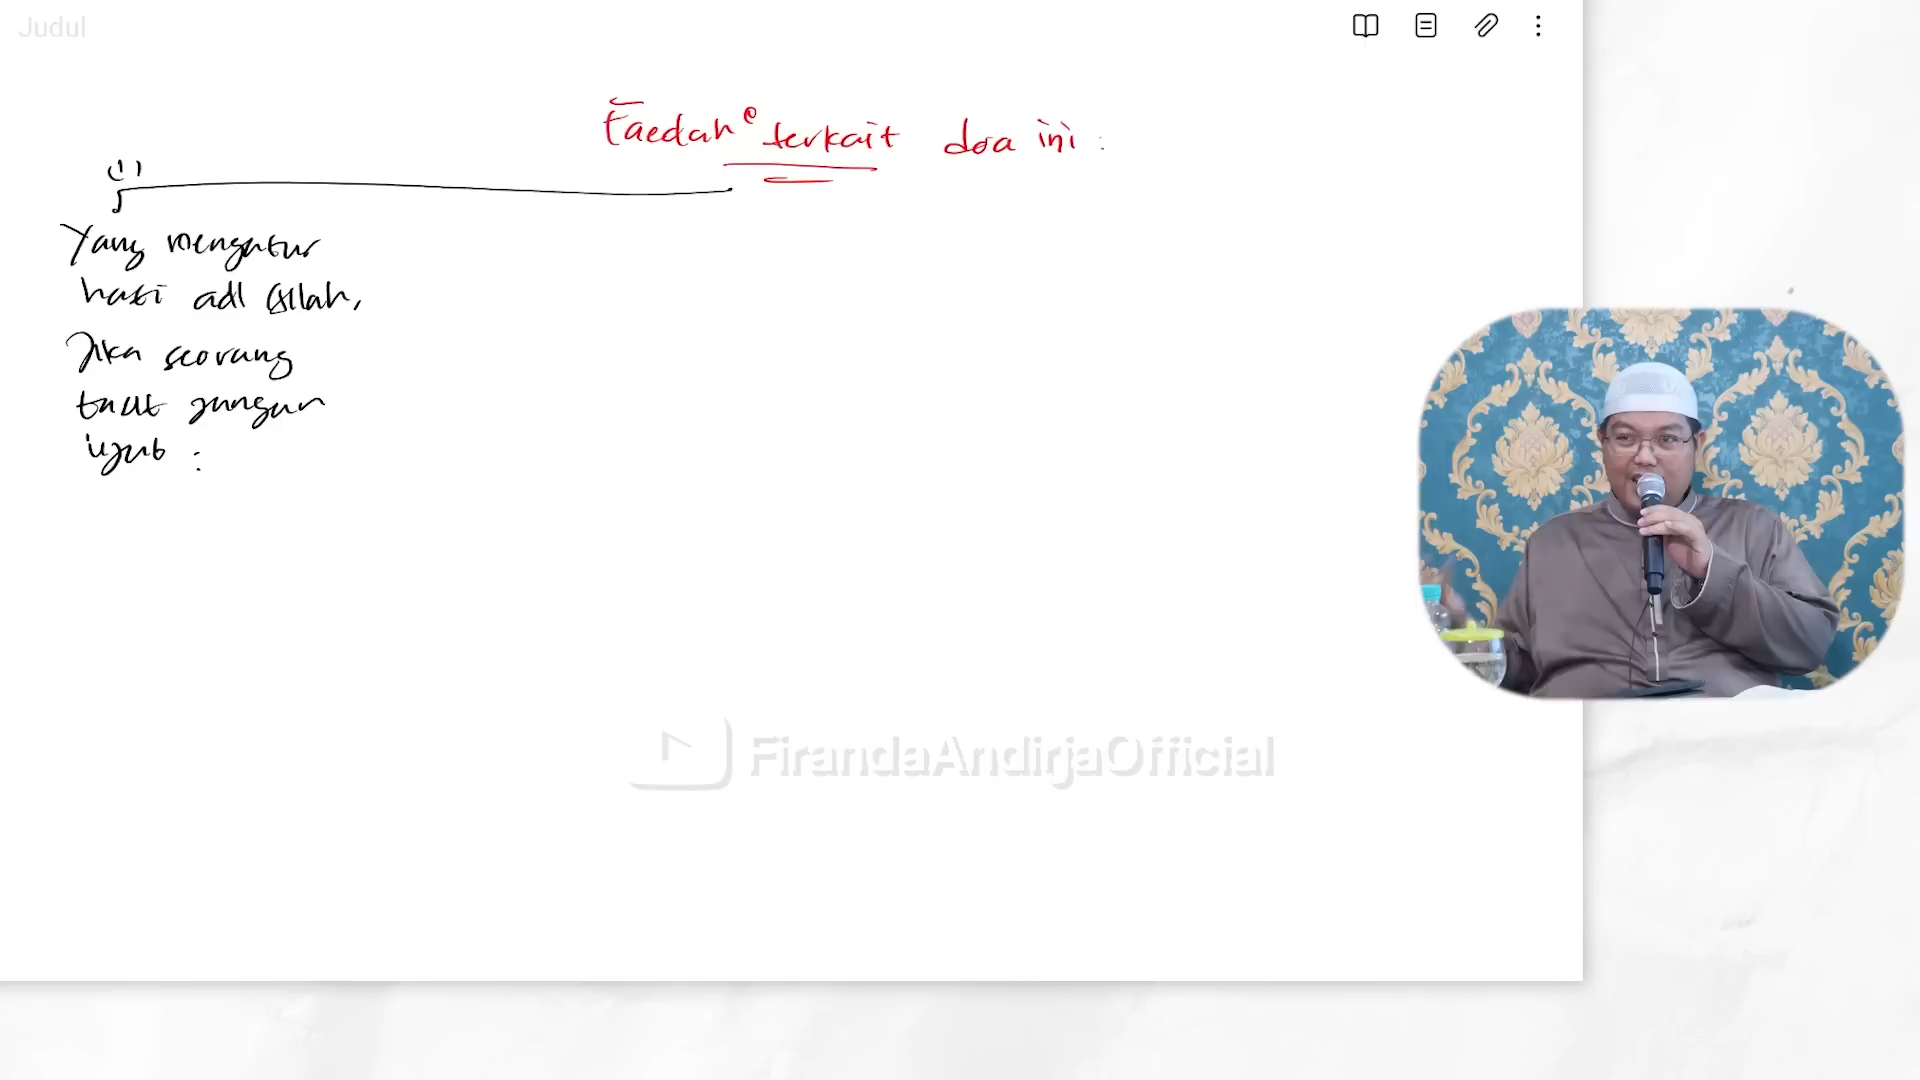 Judul
Faedah² terkait doa ini :
(1)
Yang mengatur
hati adl Allah,
Jika seorang
taat jangan
ujub :
FirandaAndirjaOfficial